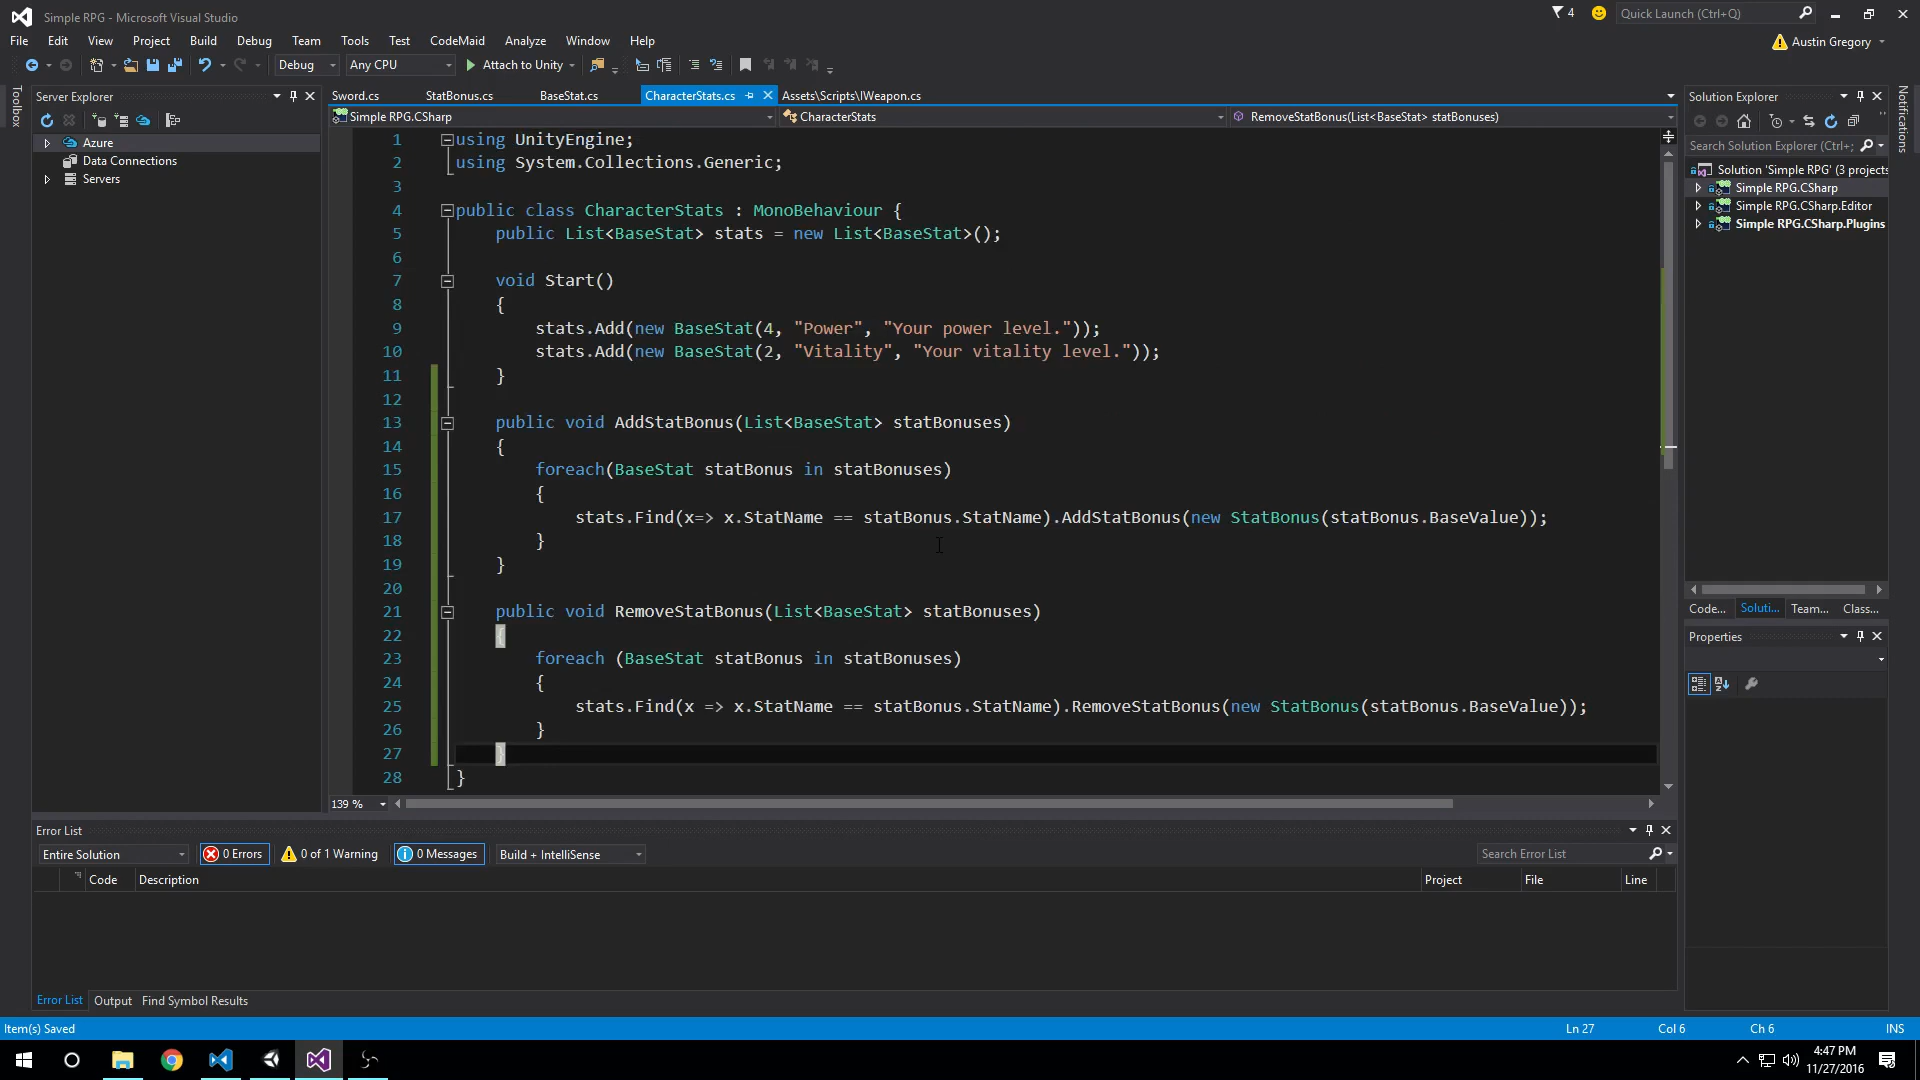 Simple RPG - Microsoft Visual Studio
4
Quick Launch (Ctrl+Q)
File Edit View Project Build Debug Team Tools Test CodeMaid Analyze Window Help
Austin Gregory
Debug Any CPU Attach to Unity
Toolbox
Server Explorer
Azure
Data Connections
Servers
Sword.cs StatBonus.cs BaseStat.cs CharacterStats.cs Assets\Scripts\IWeapon.cs
Simple RPG.CSharp CharacterStats RemoveStatBonus(List<BaseStat> statBonuses)
1 using UnityEngine;
2 using System.Collections.Generic;
3
4 public class CharacterStats : MonoBehaviour {
5 public List<BaseStat> stats = new List<BaseStat>();
6
7 void Start()
8 {
9 stats.Add(new BaseStat(4, "Power", "Your power level."));
10 stats.Add(new BaseStat(2, "Vitality", "Your vitality level."));
11 }
12
13 public void AddStatBonus(List<BaseStat> statBonuses)
14 {
15 foreach(BaseStat statBonus in statBonuses)
16 {
17 stats.Find(x=> x.StatName == statBonus.StatName).AddStatBonus(new StatBonus(statBonus.BaseValue));
18 }
19 }
20
21 public void RemoveStatBonus(List<BaseStat> statBonuses)
22 {
23 foreach (BaseStat statBonus in statBonuses)
24 {
25 stats.Find(x => x.StatName == statBonus.StatName).RemoveStatBonus(new StatBonus(statBonus.BaseValue));
26 }
27 }
28 }
139 %
Solution Explorer
Search Solution Explorer (Ctrl+;
Solution 'Simple RPG' (3 projects
Simple RPG.CSharp
Simple RPG.CSharp.Editor
Simple RPG.CSharp.Plugins
Code... Soluti... Team... Class...
Properties
Notifications
Error List
Entire Solution 0 Errors 0 of 1 Warning 0 Messages Build + IntelliSense Search Error List
Code Description Project File Line
Error List Output Find Symbol Results
Item(s) Saved Ln 27 Col 6 Ch 6 INS
4:47 PM
11/27/2016